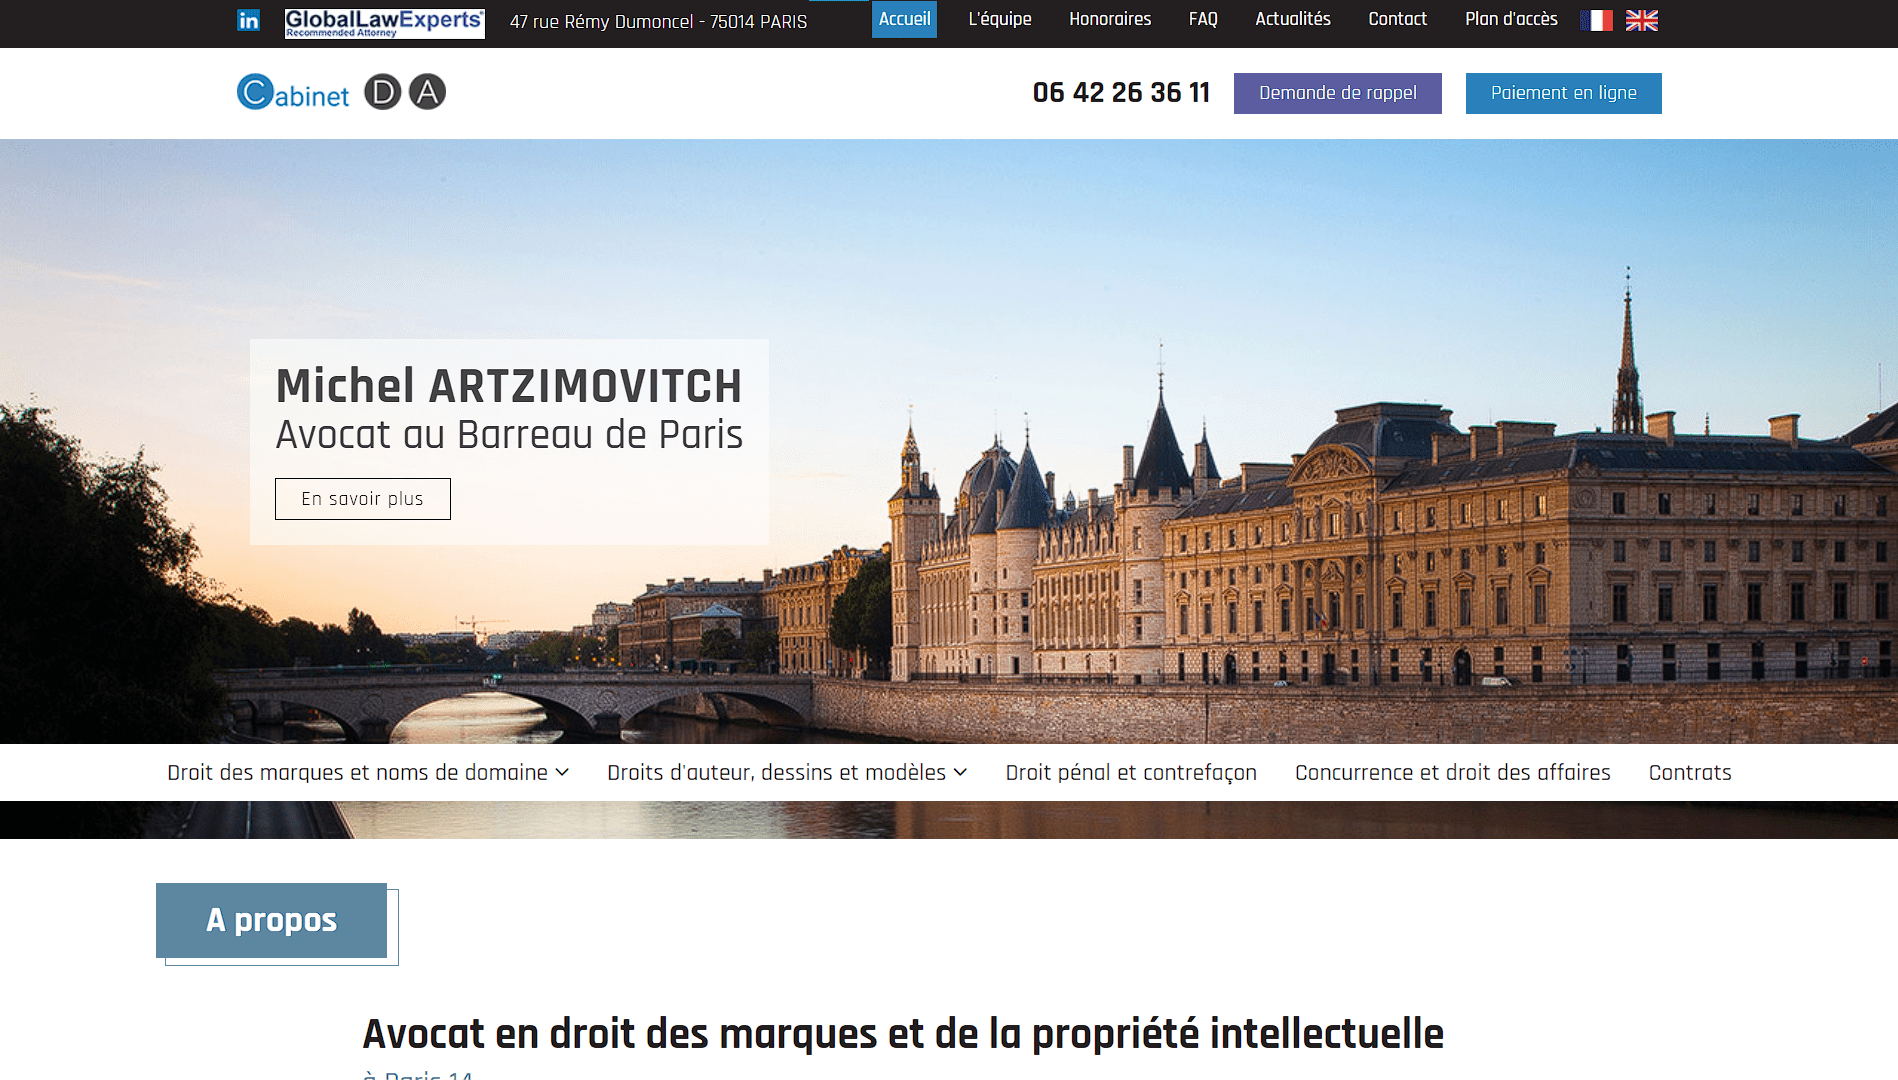 in
GlobalLawExperts
Recommended Attorney
47 rue Rémy Dumoncel - 75014 PARIS
Accueil
L'équipe
Honoraires
FAQ
Actualités
Contact
Plan d'accès
Cabinet D A
06 42 26 36 11
Demande de rappel
Paiement en ligne
Michel ARTZIMOVITCH
Avocat au Barreau de Paris
En savoir plus
Droit des marques et noms de domaine
Droits d'auteur, dessins et modèles
Droit pénal et contrefaçon
Concurrence et droit des affaires
Contrats
A propos
Avocat en droit des marques et de la propriété intellectuelle
à Paris 14